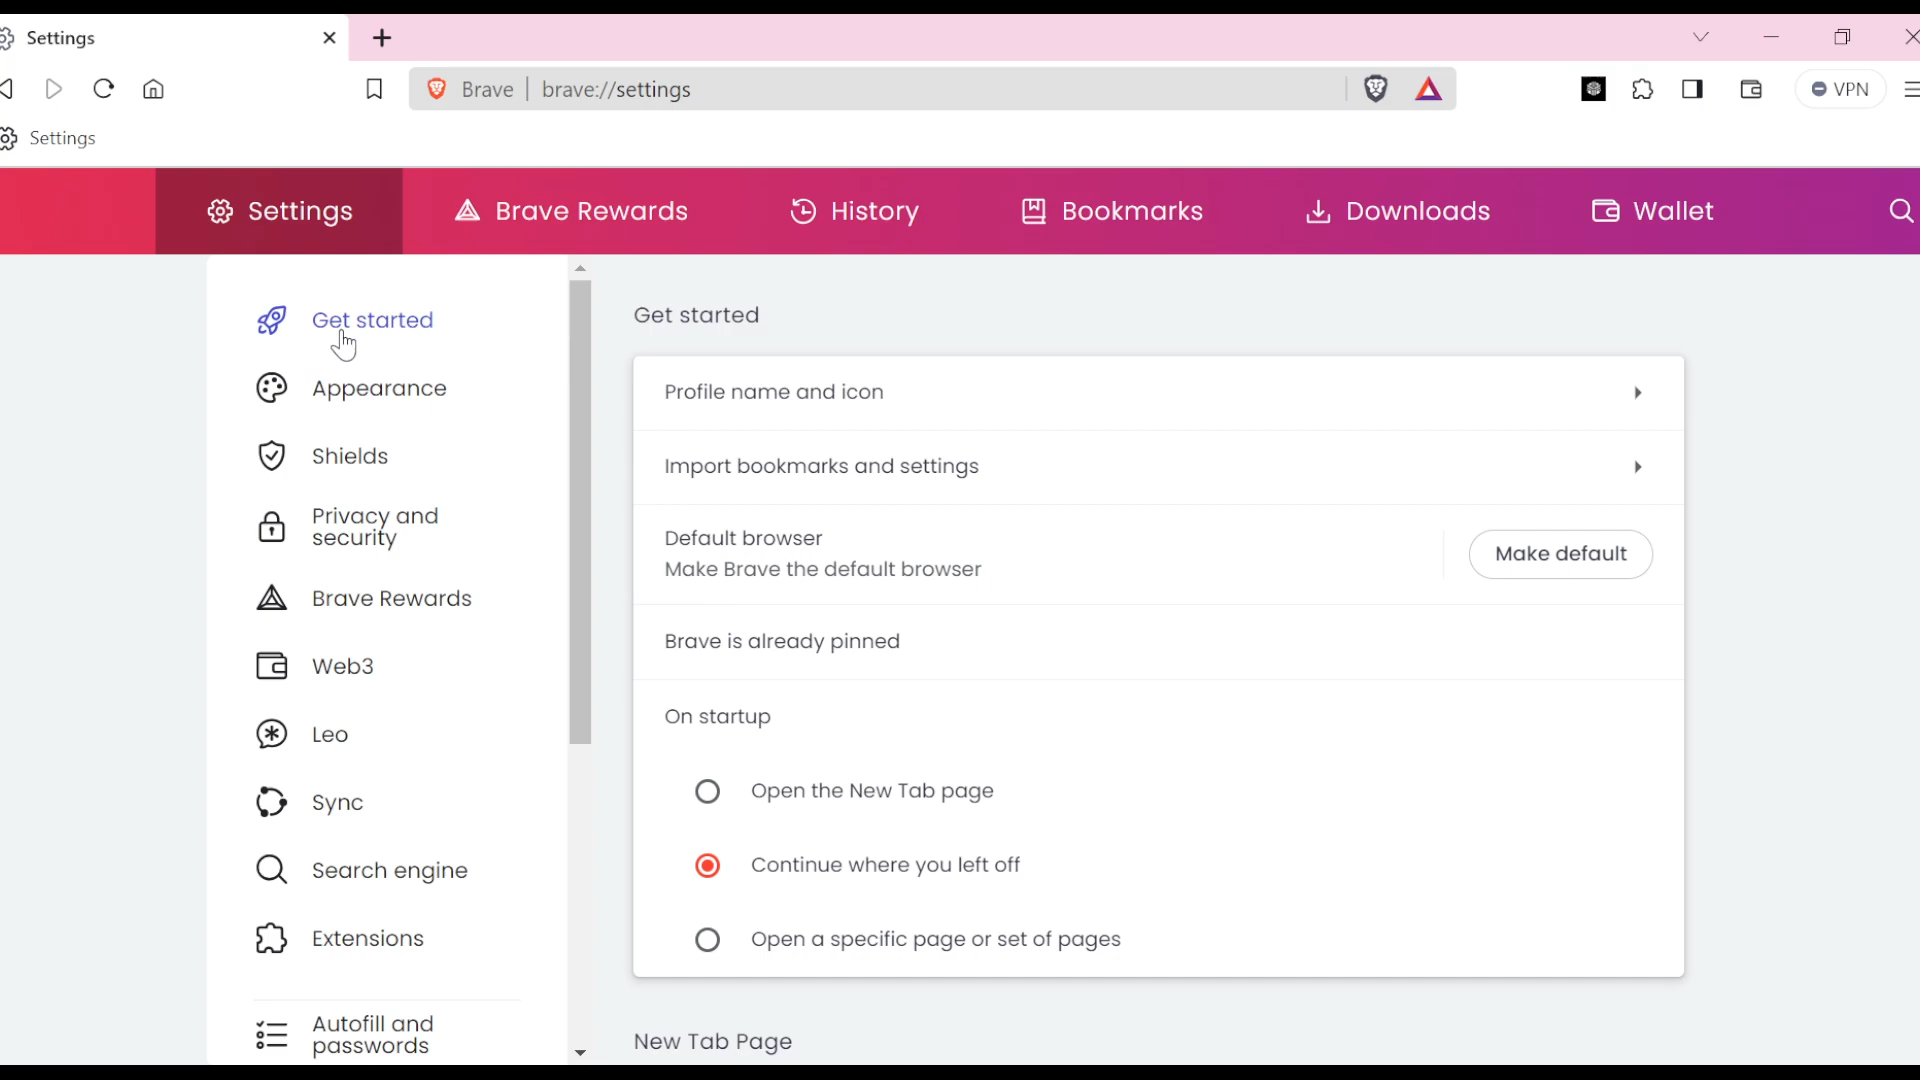 Settings
Brave | brave://settings
VPN
Settings
Settings
Brave Rewards
History
Bookmarks
Downloads
Wallet
Get started
Appearance
Shields
Privacy and
security
Brave Rewards
Web3
Leo
Sync
Search engine
Extensions
Autofill and
passwords
Get started
Profile name and icon
Import bookmarks and settings
Default browser
Make Brave the default browser
Make default
Brave is already pinned
On startup
Open the New Tab page
Continue where you left off
Open a specific page or set of pages
New Tab Page